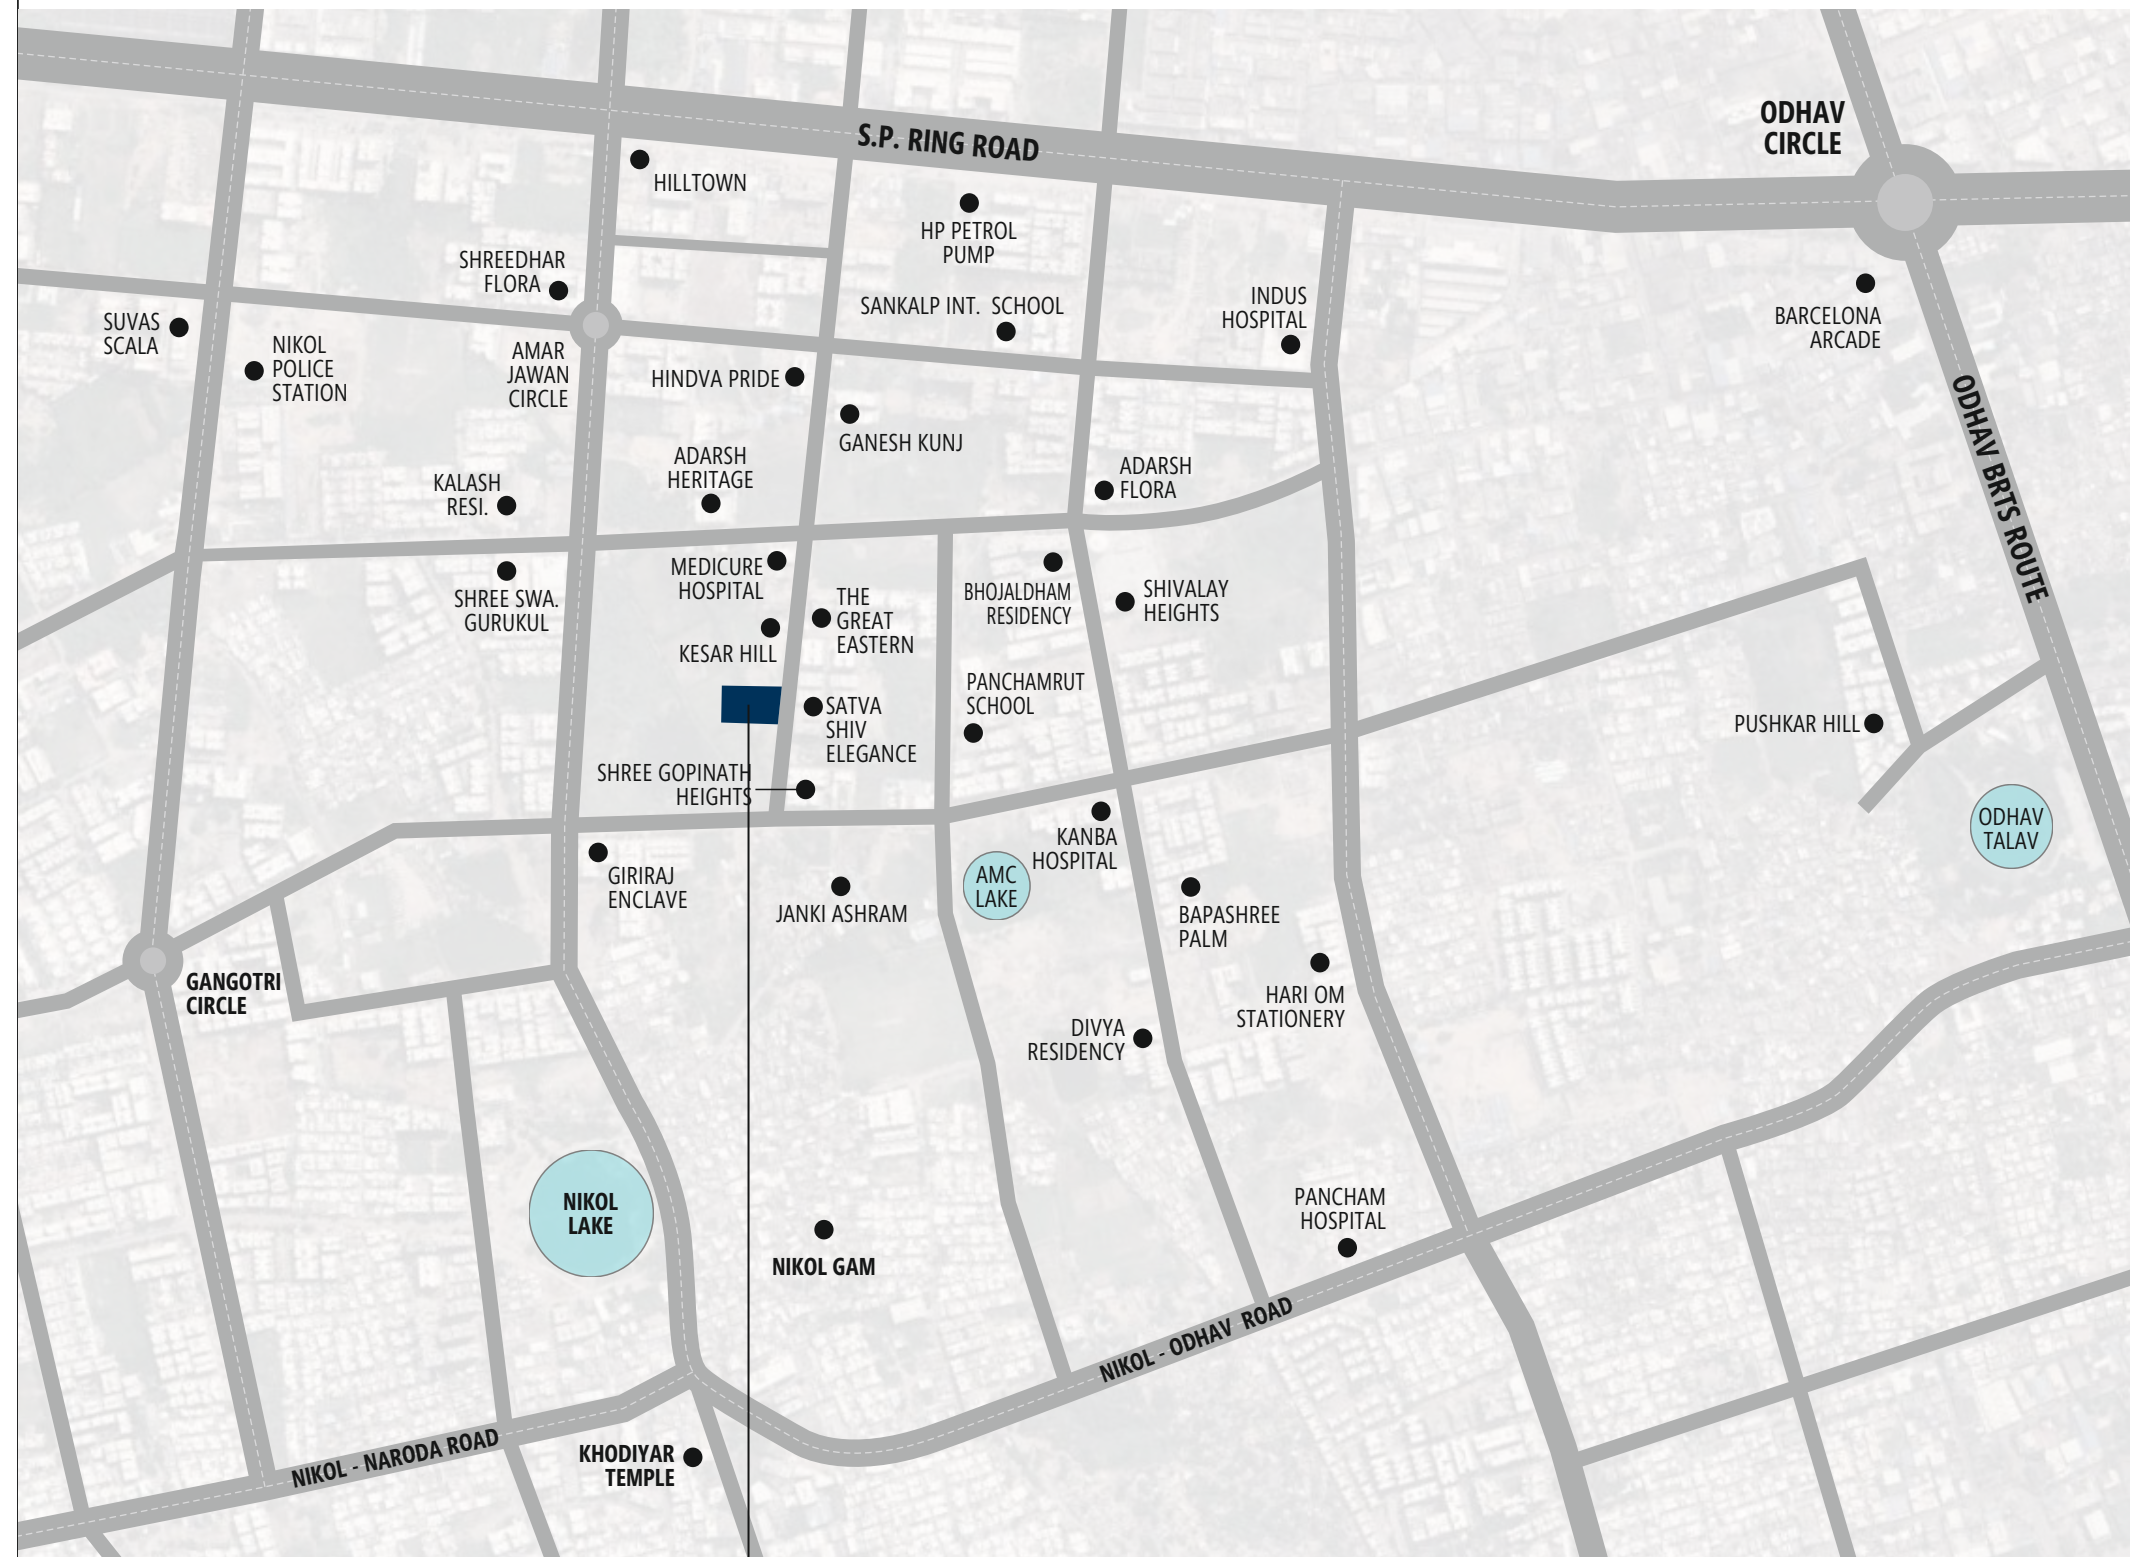 ODHAV
CIRCLE
S.P. RING ROAD
HILLTOWN
HP PETROL
PUMP
SHREEDHAR
FLORA
SANKALP INT. SCHOOL
INDUS
HOSPITAL
BARCELONA
ARCADE
SUVAS
SCALA
NIKOL
POLICE
STATION
AMAR
JAWAN
CIRCLE
HINDVA PRIDE
GANESH KUNJ
ODHAV BRTS ROUTE
ADARSH
HERITAGE
ADARSH
FLORA
KALASH
RESI.
MEDICURE
HOSPITAL
SHREE SWA.
GURUKUL
THE
GREAT
EASTERN
BHOJALDHAM
RESIDENCY
SHIVALAY
HEIGHTS
KESAR HILL
PANCHAMRUT
SCHOOL
SATVA
SHIV
ELEGANCE
PUSHKAR HILL
SHREE GOPINATH
HEIGHTS
ODHAV
TALAV
KANBA
HOSPITAL
GIRIRAJ
ENCLAVE
AMC
LAKE
JANKI ASHRAM
BAPASHREE
PALM
GANGOTRI
CIRCLE
HARI OM
STATIONERY
DIVYA
RESIDENCY
NIKOL
LAKE
PANCHAM
HOSPITAL
NIKOL GAM
NIKOL - ODHAV ROAD
NIKOL - NARODA ROAD
KHODIYAR
TEMPLE